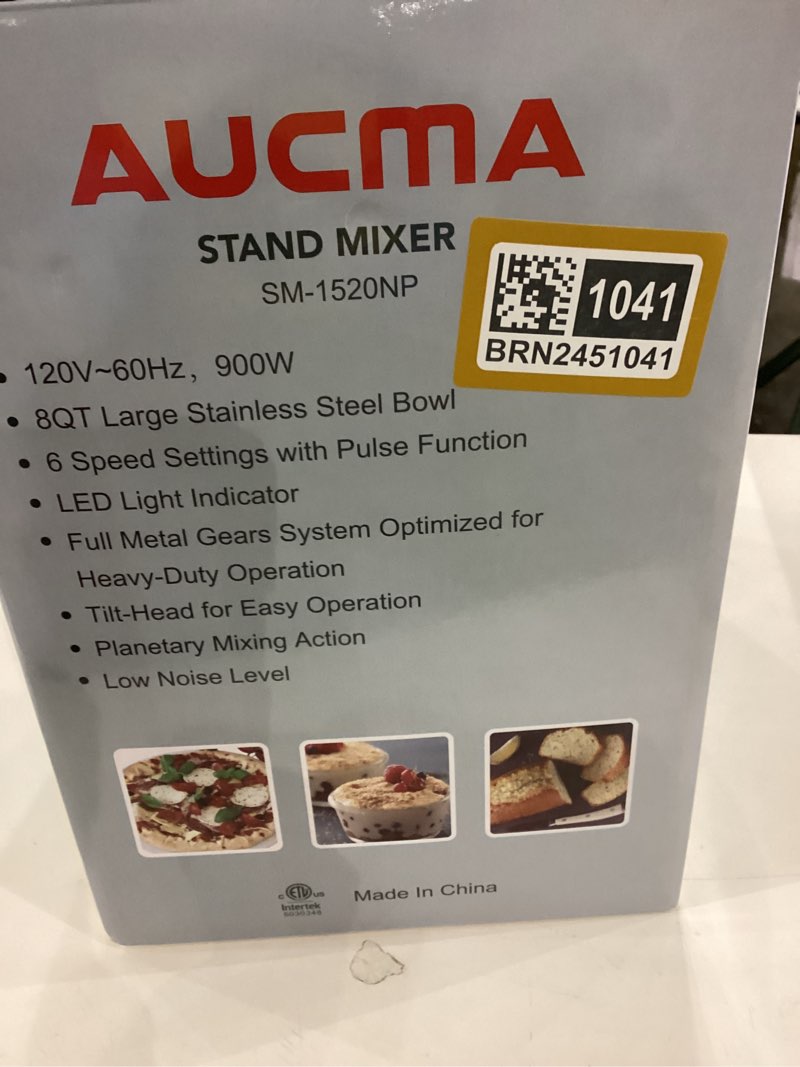 AUCMA
STAND MIXER
SM-1520NP
1041
BRN2451041
• 120V~60Hz, 900W
• 8QT Large Stainless Steel Bowl
• 6 Speed Settings with Pulse Function
• LED Light Indicator
• Full Metal Gears System Optimized for
Heavy-Duty Operation
• Tilt-Head for Easy Operation
• Planetary Mixing Action
• Low Noise Level
c ETL us
Intertek
Made In China